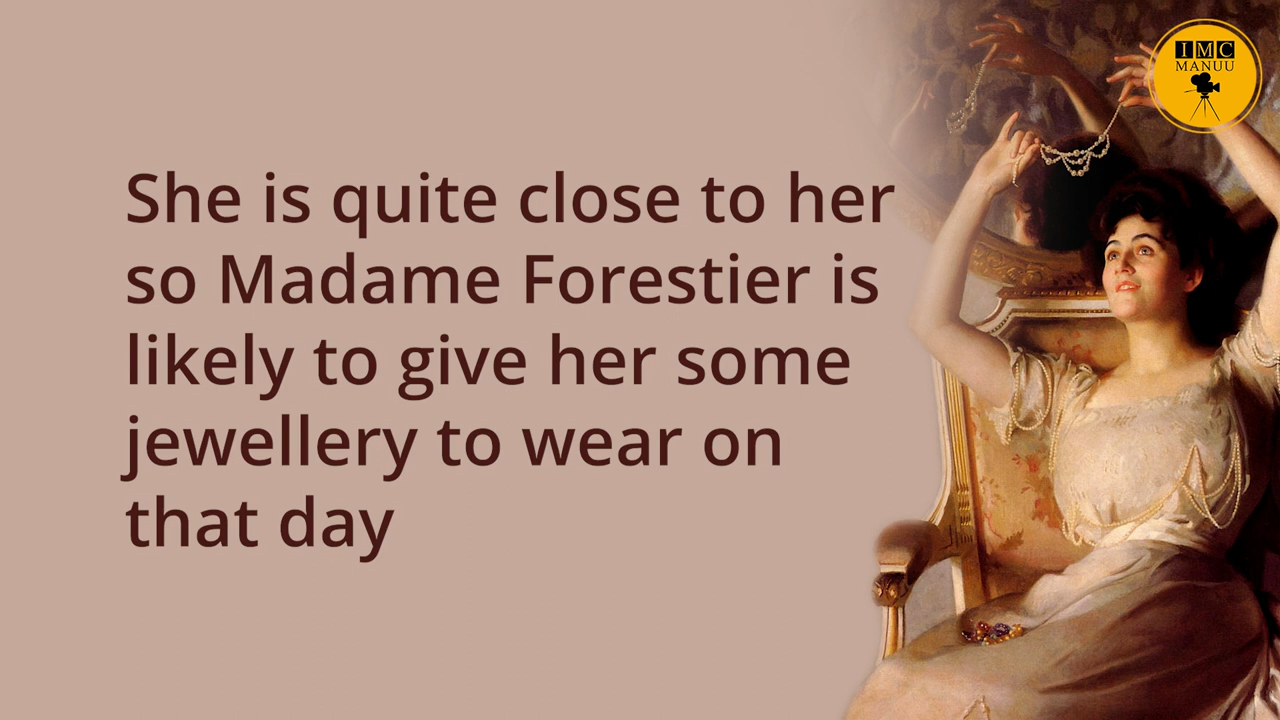 IMC
MANUU
She is quite close to her
so Madame Forestier is
likely to give her some
jewellery to wear on
that day